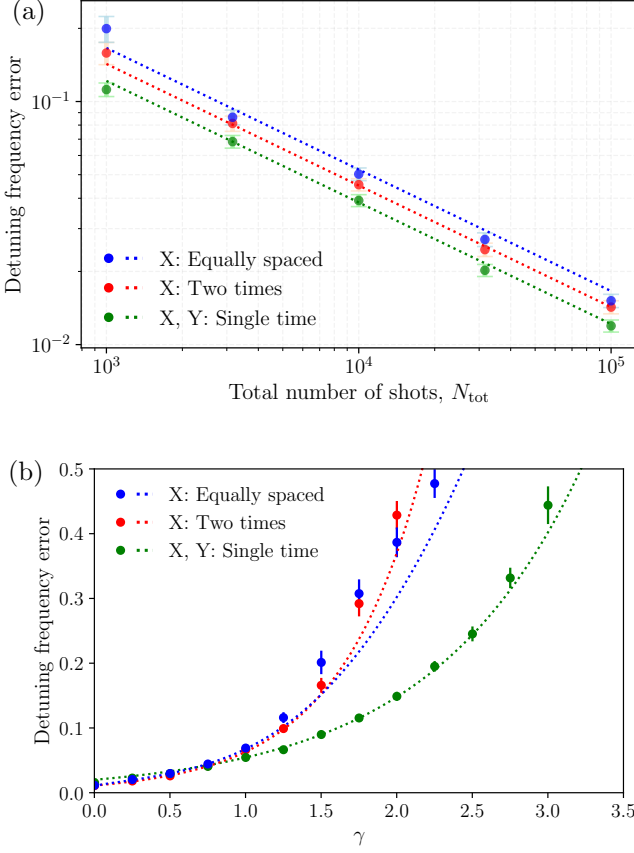 (a)
Detuning frequency error
10⁻¹
10⁻²
X: Equally spaced
X: Two times
X, Y: Single time
10³
10⁴
10⁵
Total number of shots, N_tot
(b)
Detuning frequency error
0.5
0.4
0.3
0.2
0.1
0.0
X: Equally spaced
X: Two times
X, Y: Single time
0.0 0.5 1.0 1.5 2.0 2.5 3.0 3.5
γ